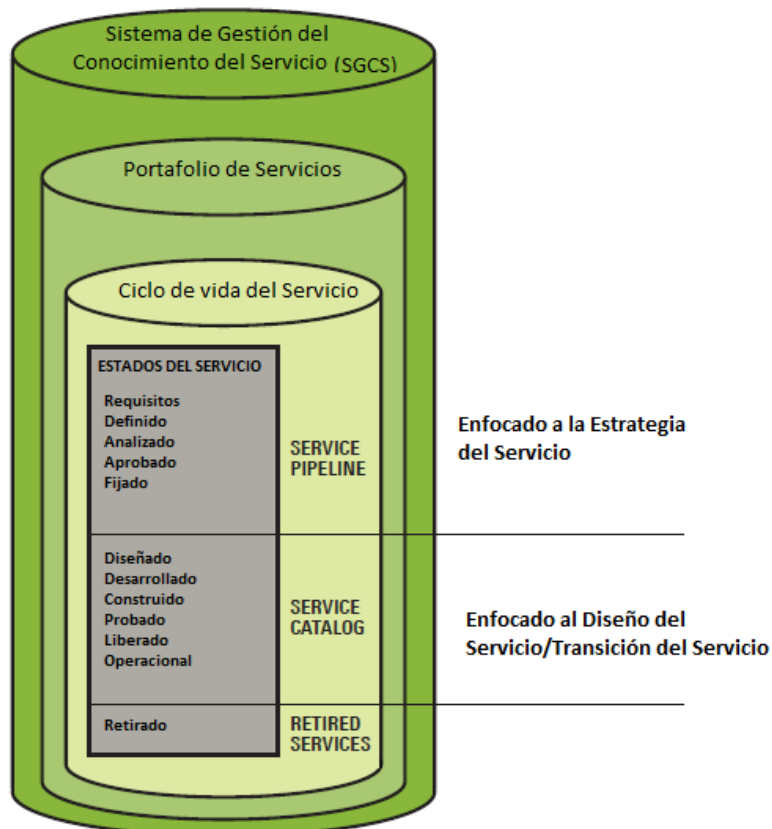 Sistema de Gestión del
Conocimiento del Servicio (SGCS)
Portafolio de Servicios
Ciclo de vida del Servicio
ESTADOS DEL SERVICIO
Requisitos
Definido
Analizado
Aprobado
Fijado
SERVICE
PIPELINE
Enfocado a la Estrategia
del Servicio
Diseñado
Desarrollado
Construido
Probado
Liberado
Operacional
SERVICE
CATALOG
Enfocado al Diseño del
Servicio/Transición del Servicio
Retirado
RETIRED
SERVICES